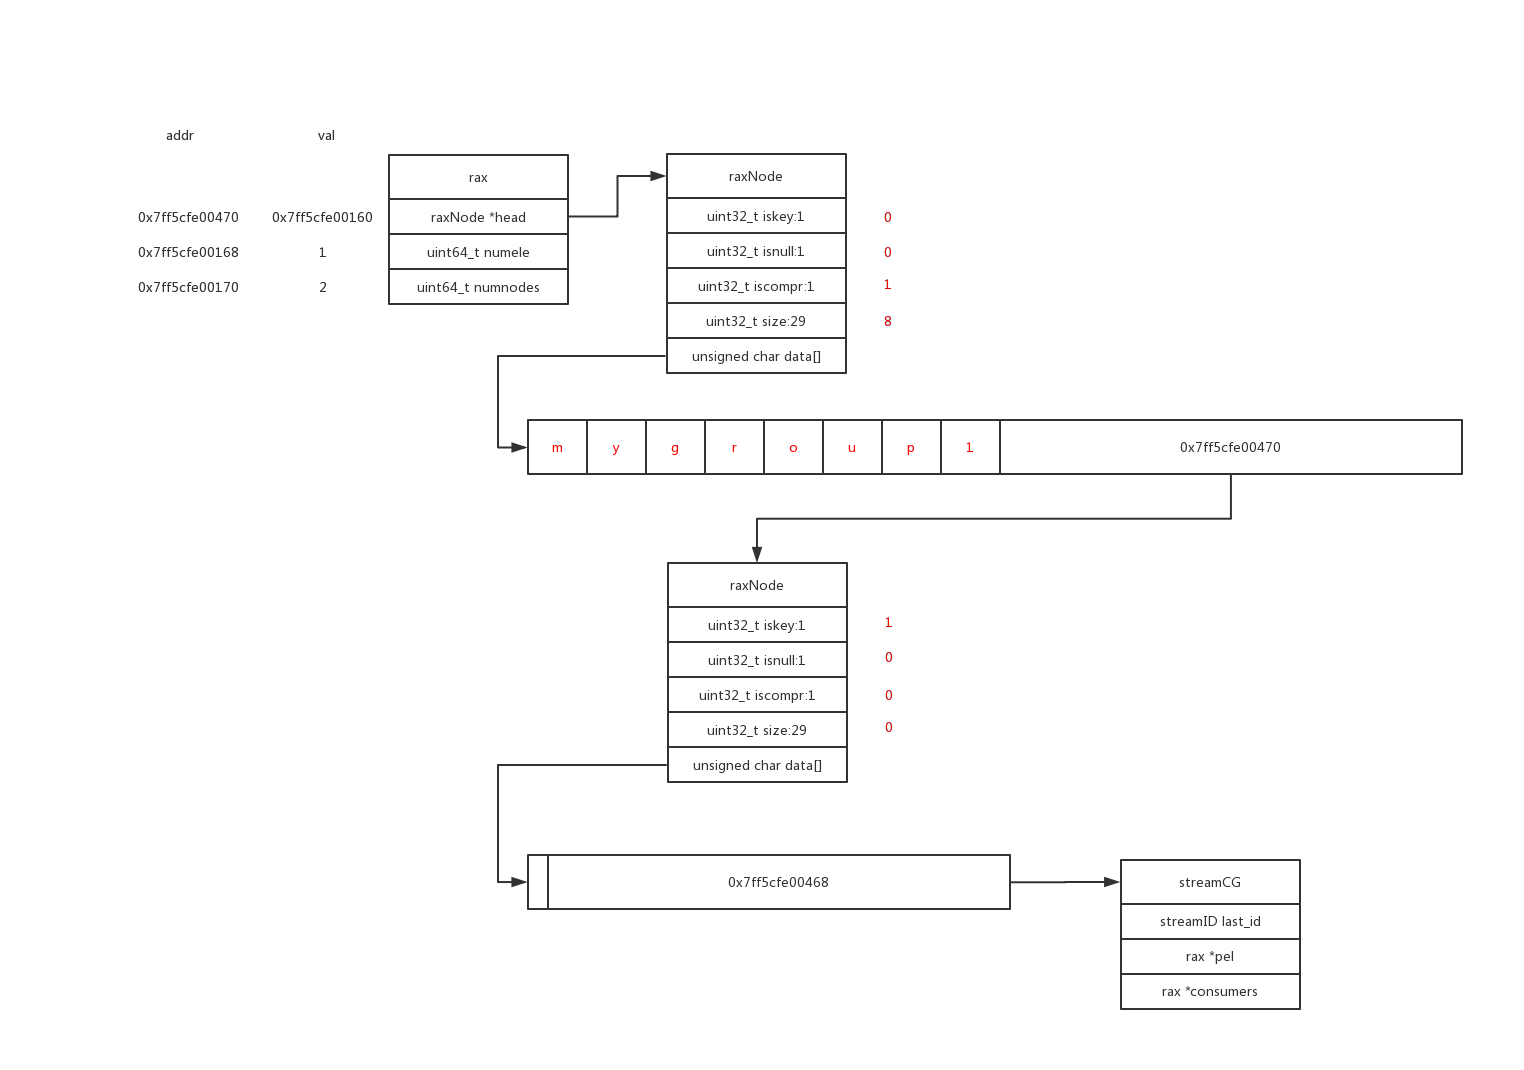 addr val
rax
raxNode
0x7ff5cfe00470 0x7ff5cfe00160 raxNode *head
uint32_t iskey:1 0
0x7ff5cfe00168 1 uint64_t numele
uint32_t isnull:1 0
0x7ff5cfe00170 2 uint64_t numnodes
uint32_t iscompr:1 1
uint32_t size:29 8
unsigned char data[]
m y g r o u p 1 0x7ff5cfe00470
raxNode
uint32_t iskey:1 1
uint32_t isnull:1 0
uint32_t iscompr:1 0
uint32_t size:29 0
unsigned char data[]
0x7ff5cfe00468
streamCG
streamID last_id
rax *pel
rax *consumers